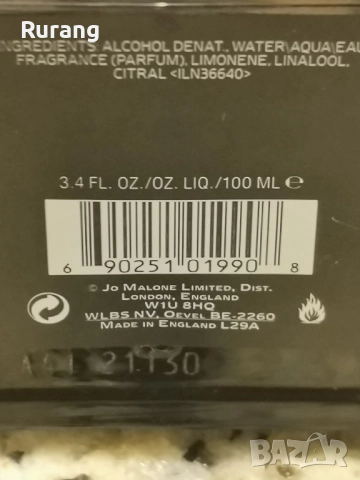 Rurang
INGREDIENTS: ALCOHOL DENAT., WATER\AQUA\EAU,
FRAGRANCE (PARFUM), LIMONENE, LINALOOL,
CITRAL <ILN36640>
3.4 FL. OZ./OZ. LIQ./100 ML ℮
6 90251 01990 8
© JO MALONE LIMITED, DIST.
LONDON, ENGLAND
W1U 8HQ
WLBS NV, OEVEL BE-2260
MADE IN ENGLAND L29A
21130
bazar
БГ